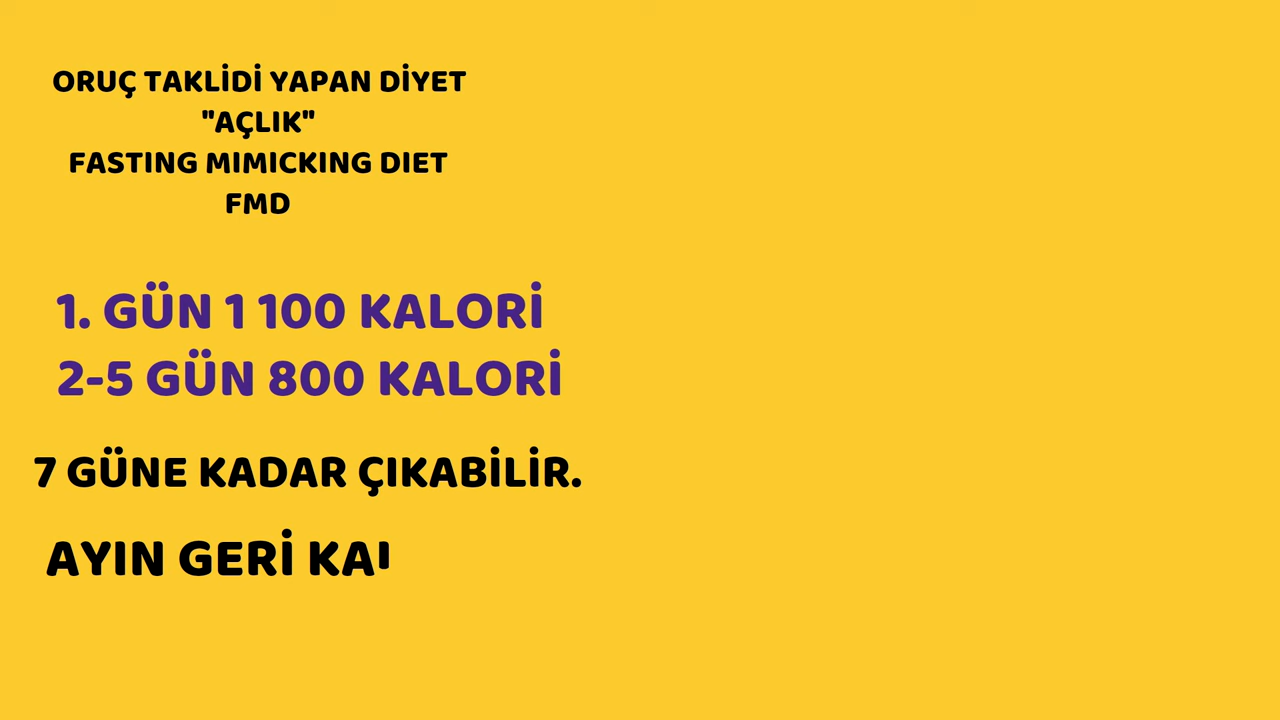 ORUÇ TAKLİDİ YAPAN DİYET
"AÇLIK"
FASTING MIMICKING DIET
FMD
1. GÜN 1 100 KALORİ
2-5 GÜN 800 KALORİ
7 GÜNE KADAR ÇIKABİLİR.
AYIN GERİ